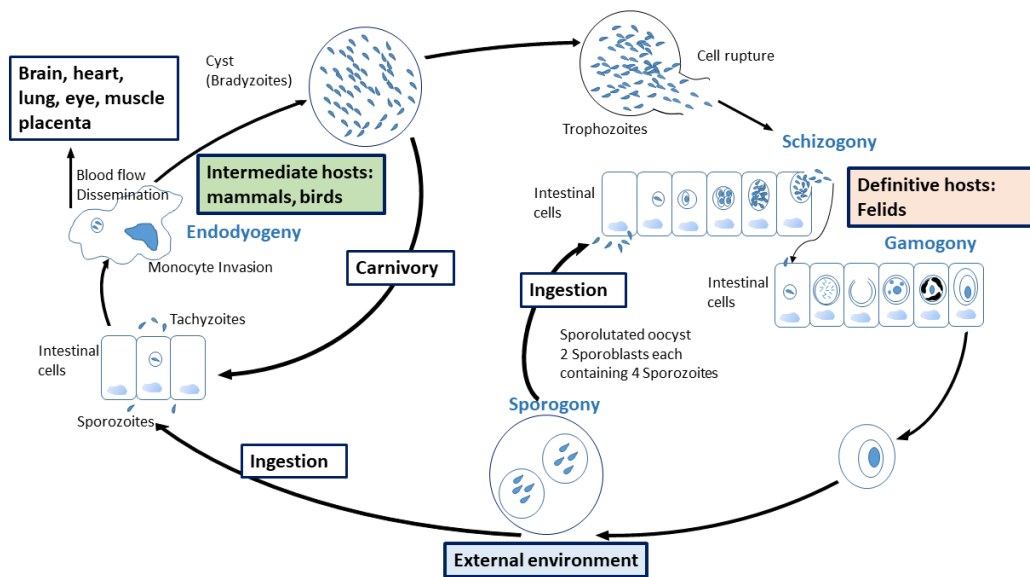 Brain, heart,
lung, eye, muscle
placenta
Cyst
(Bradyzoites)
Cell rupture
Trophozoites
Schizogony
Blood flow
Dissemination
Intermediate hosts:
mammals, birds
Endodyogeny
Monocyte Invasion
Intestinal
cells
Definitive hosts:
Felids
Gamogony
Carnivory
Ingestion
Intestinal
cells
Tachyzoites
Intestinal
cells
Sporozoites
Sporolutated oocyst
2 Sporoblasts each
containing 4 Sporozoites
Sporogony
Ingestion
External environment